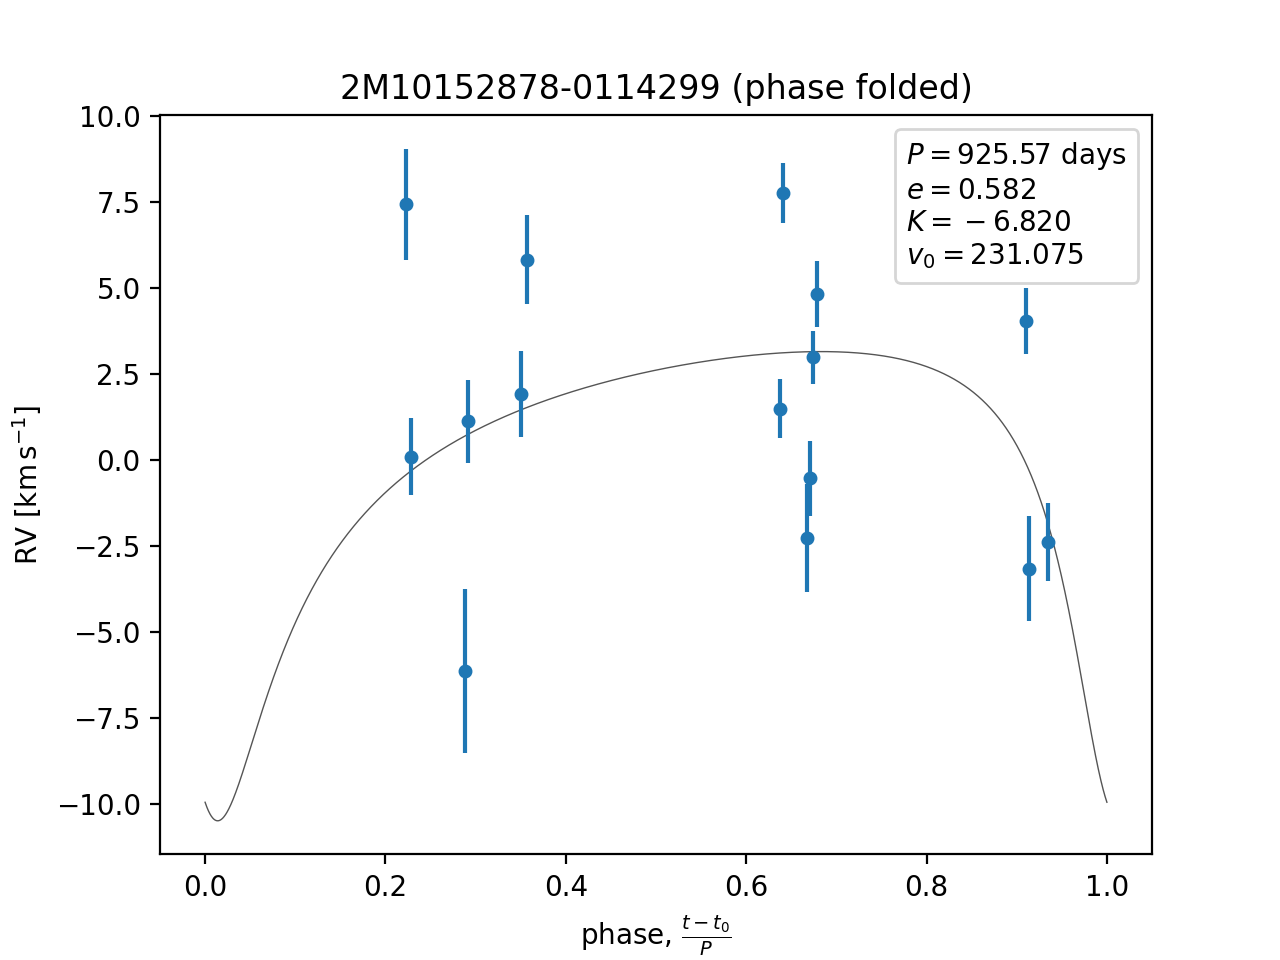 2M10152878-0114299 (phase folded)
P = 925.57 days
e = 0.582
K = −6.820
v₀ = 231.075
10.0
7.5
5.0
2.5
0.0
−2.5
−5.0
−7.5
−10.0
RV [km s⁻¹]
0.0 0.2 0.4 0.6 0.8 1.0
phase, (t − t₀)/P